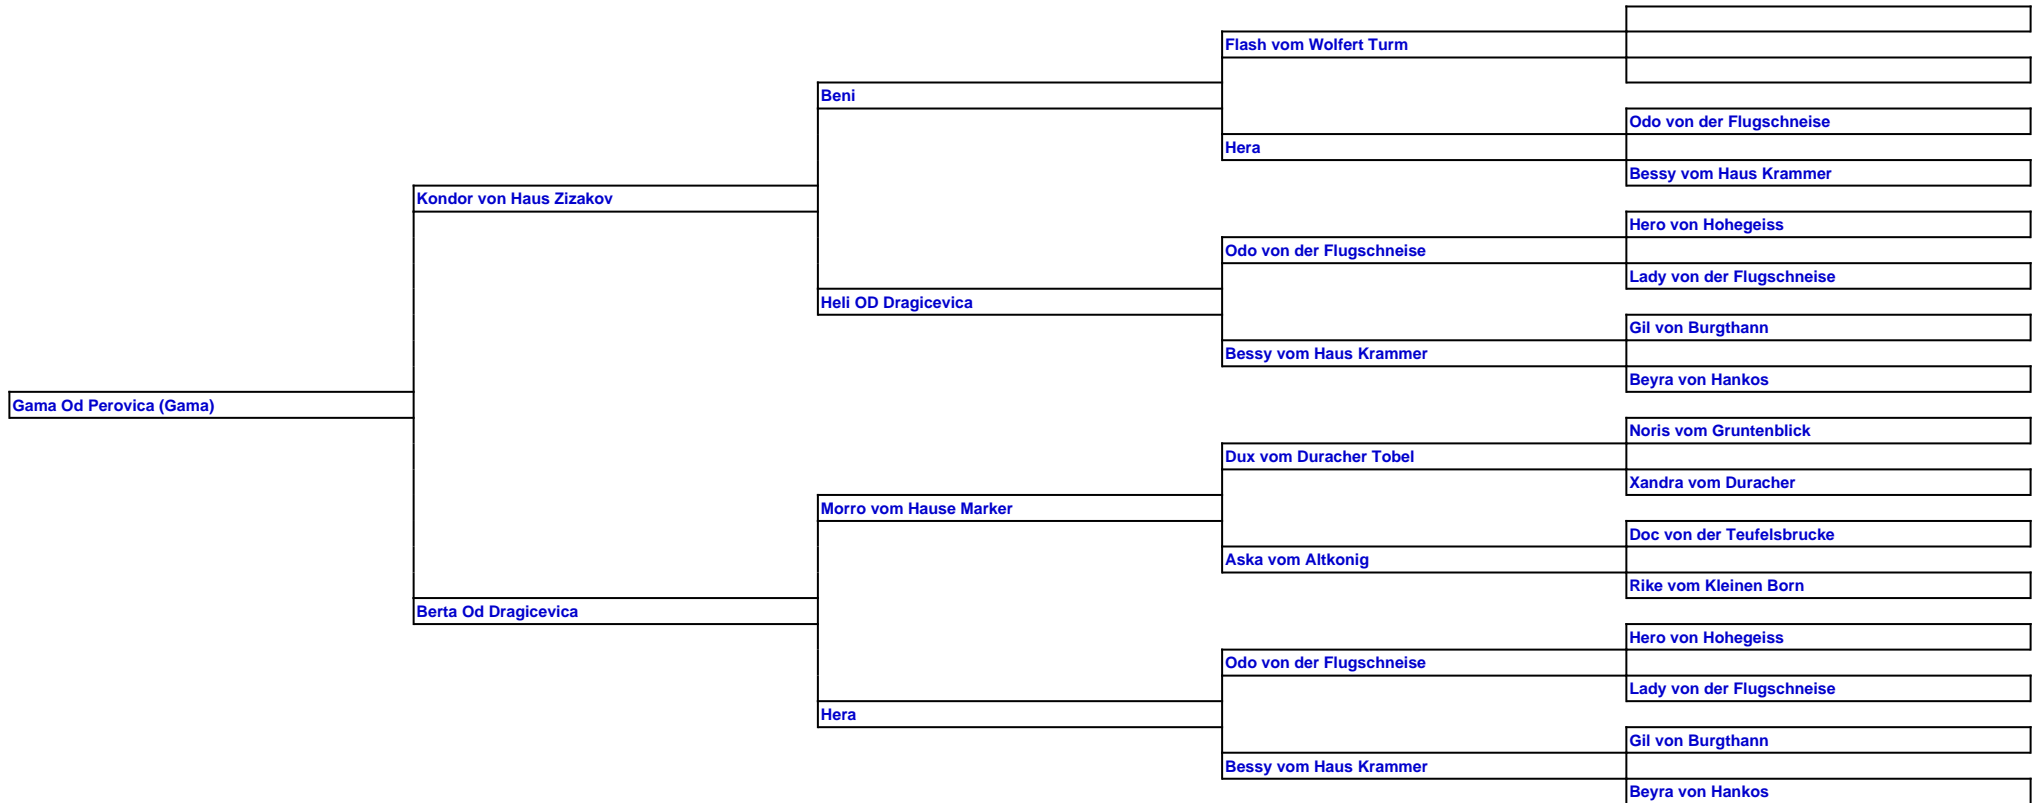 Flash vom Wolfert Turm
Beni
Odo von der Flugschneise
Hera
Bessy vom Haus Krammer
Kondor von Haus Zizakov
Hero von Hohegeiss
Odo von der Flugschneise
Lady von der Flugschneise
Heli OD Dragicevica
Gil von Burgthann
Bessy vom Haus Krammer
Beyra von Hankos
Gama Od Perovica (Gama)
Noris vom Gruntenblick
Dux vom Duracher Tobel
Xandra vom Duracher
Morro vom Hause Marker
Doc von der Teufelsbrucke
Aska vom Altkonig
Rike vom Kleinen Born
Berta Od Dragicevica
Hero von Hohegeiss
Odo von der Flugschneise
Lady von der Flugschneise
Hera
Gil von Burgthann
Bessy vom Haus Krammer
Beyra von Hankos